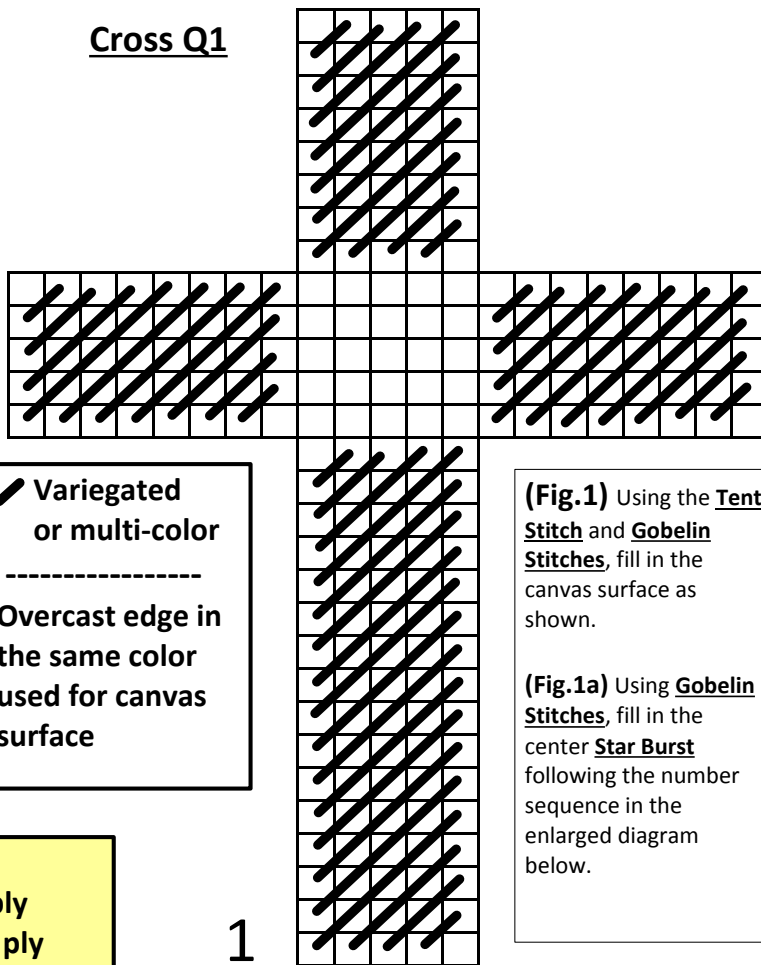 Cross Q1
Variegated
or multi-color
-----------------
Overcast edge in
the same color
used for canvas
surface
(Fig.1) Using the Tent
Stitch and Gobelin
Stitches, fill in the
canvas surface as
shown.
(Fig.1a) Using Gobelin
Stitches, fill in the
center Star Burst
following the number
sequence in the
enlarged diagram
below.
ply
ply
1